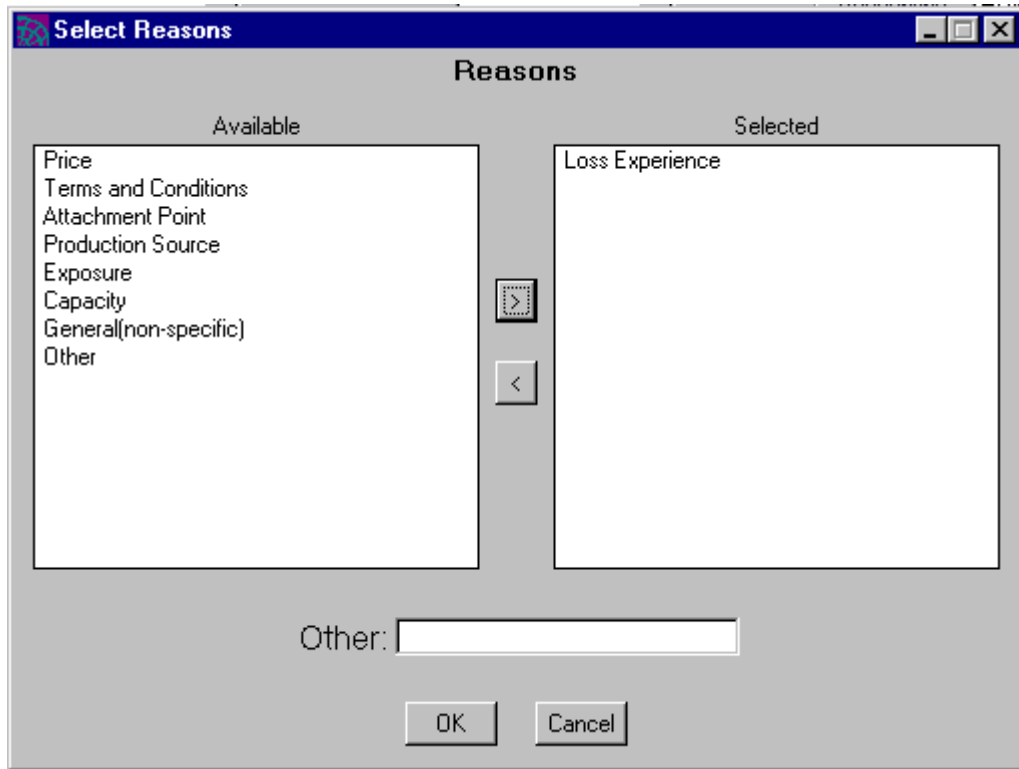 Select Reasons
Reasons
Available
Selected
Price
Terms and Conditions
Attachment Point
Production Source
Exposure
Capacity
General(non-specific)
Other
>
<
Loss Experience
Other:
OK
Cancel